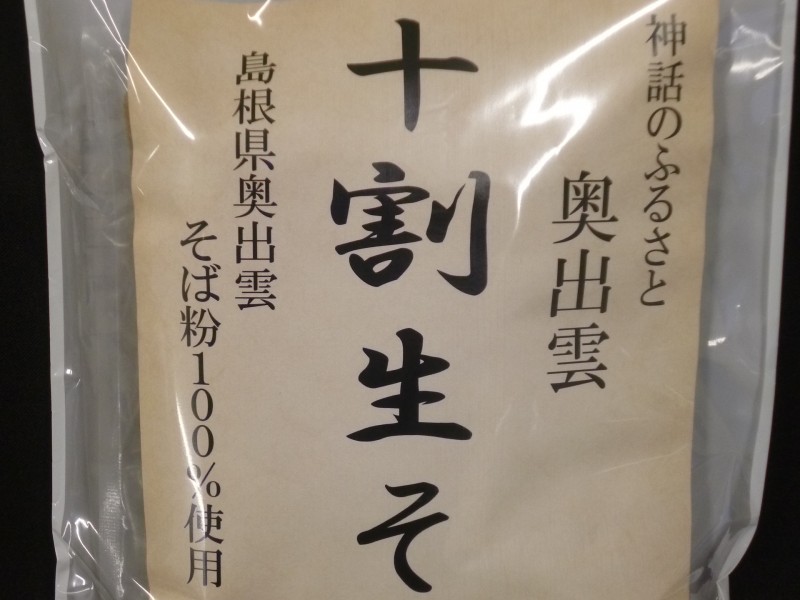 神話のふるさと
奥出雲
十割生そ
島根県奥出雲
そば粉100%使用